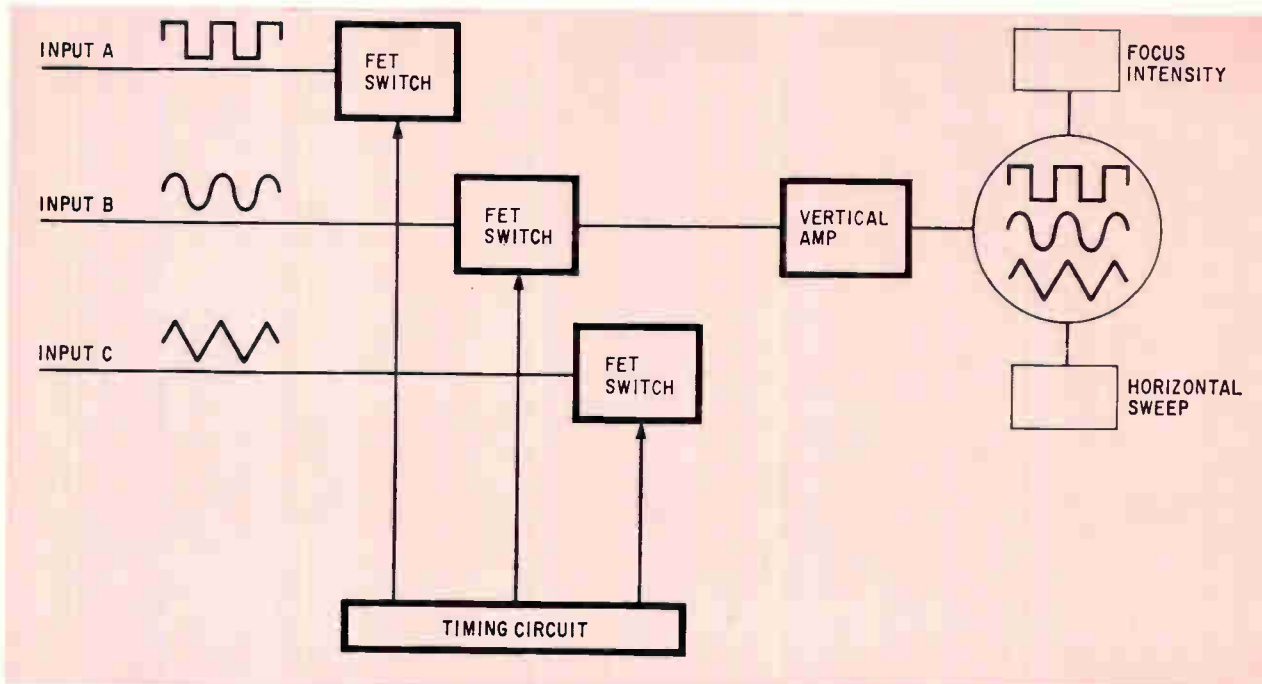 INPUT A
FET
SWITCH
FOCUS
INTENSITY
INPUT B
FET
SWITCH
VERTICAL
AMP
INPUT C
FET
SWITCH
HORIZONTAL
SWEEP
TIMING CIRCUIT